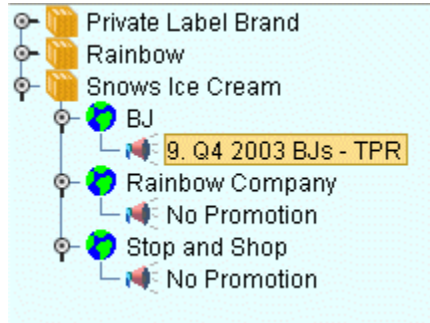 Private Label Brand
Rainbow
Snows Ice Cream
BJ
9. Q4 2003 BJs - TPR
Rainbow Company
No Promotion
Stop and Shop
No Promotion